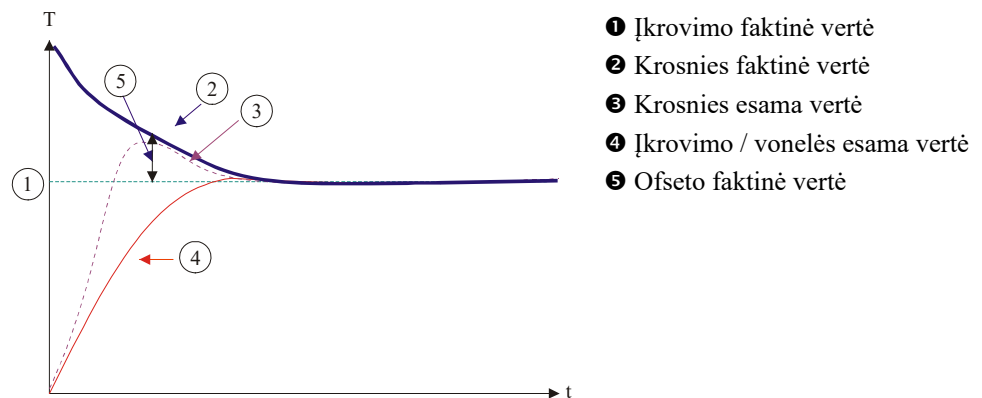 T
❶ Įkrovimo faktinė vertė
❷ Krosnies faktinė vertė
❸ Krosnies esama vertė
❹ Įkrovimo / vonelės esama vertė
❺ Ofseto faktinė vertė
5
2
3
1
4
t